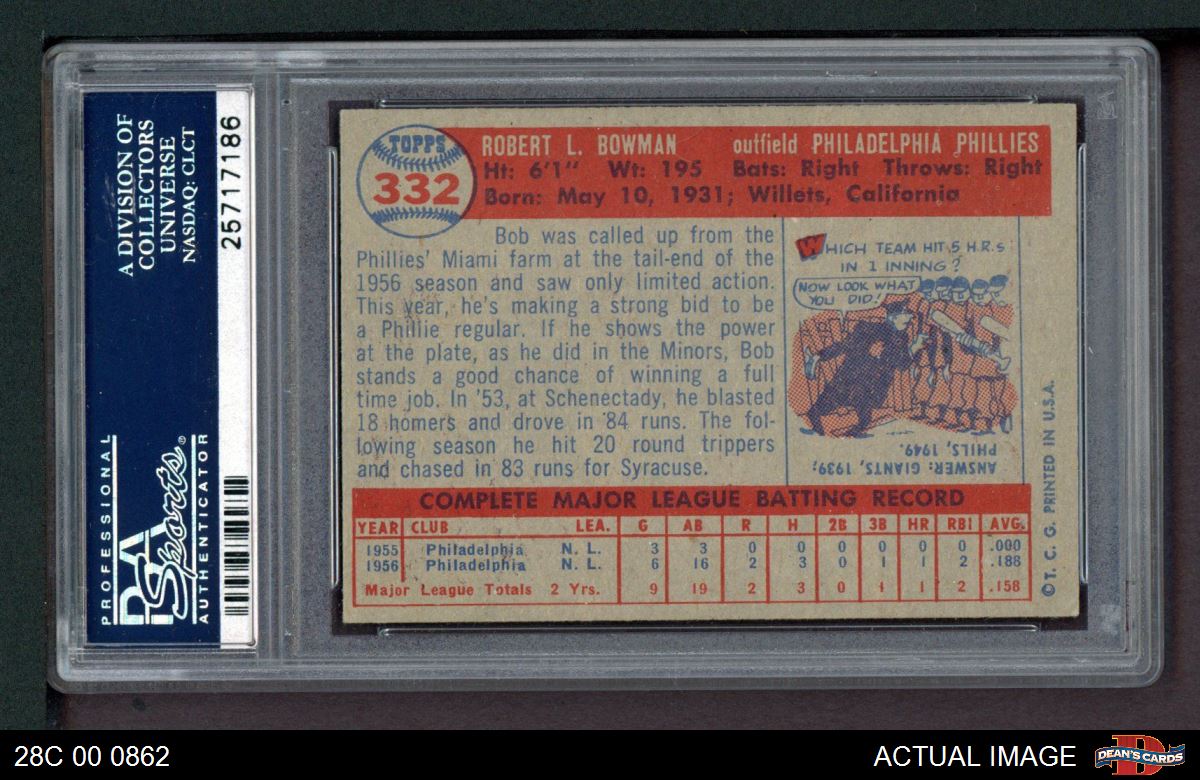 A DIVISION OF
COLLECTORS
UNIVERSE
NASDAQ: CLCT
25717186
PROFESSIONAL
PSA
Sports®
AUTHENTICATOR
TOPPS
332
ROBERT L. BOWMAN outfield PHILADELPHIA PHILLIES
Ht: 6'1" Wt: 195 Bats: Right Throws: Right
Born: May 10, 1931; Willets, California
Bob was called up from the
Phillies' Miami farm at the tail-end of the
1956 season and saw only limited action.
This year, he's making a strong bid to be
a Phillie regular. If he shows the power
at the plate, as he did in the Minors, Bob
stands a good chance of winning a full
time job. In '53, at Schenectady, he blasted
18 homers and drove in '84 runs. The fol-
lowing season he hit 20 round trippers
and chased in '83 runs for Syracuse.
WHICH TEAM HIT 5 H.R.s
IN 1 INNING?
NOW LOOK WHAT
YOU DID!
ANSWER: GIANTS, 1939;
PHILS, 1949.
COMPLETE MAJOR LEAGUE BATTING RECORD
YEAR CLUB LEA. G AB R H 2B 3B HR RBI AVG.
1955 Philadelphia N. L. 3 3 0 0 0 0 0 0 .000
1956 Philadelphia N. L. 6 16 2 3 0 1 1 2 .188
Major League Totals 2 Yrs. 9 19 2 3 0 1 1 2 .158
© T. C. G. PRINTED IN U.S.A.
28C 00 0862
ACTUAL IMAGE
D
DEAN'S CARDS